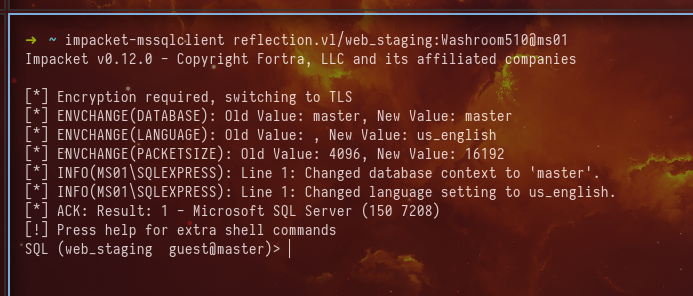 → ~ impacket-mssqlclient reflection.vl/web_staging:Washroom510@ms01
Impacket v0.12.0 - Copyright Fortra, LLC and its affiliated companies
[*] Encryption required, switching to TLS
[*] ENVCHANGE(DATABASE): Old Value: master, New Value: master
[*] ENVCHANGE(LANGUAGE): Old Value: , New Value: us_english
[*] ENVCHANGE(PACKETSIZE): Old Value: 4096, New Value: 16192
[*] INFO(MS01\SQLEXPRESS): Line 1: Changed database context to 'master'.
[*] INFO(MS01\SQLEXPRESS): Line 1: Changed language setting to us_english.
[*] ACK: Result: 1 - Microsoft SQL Server (150 7208)
[!] Press help for extra shell commands
SQL (web_staging  guest@master)>